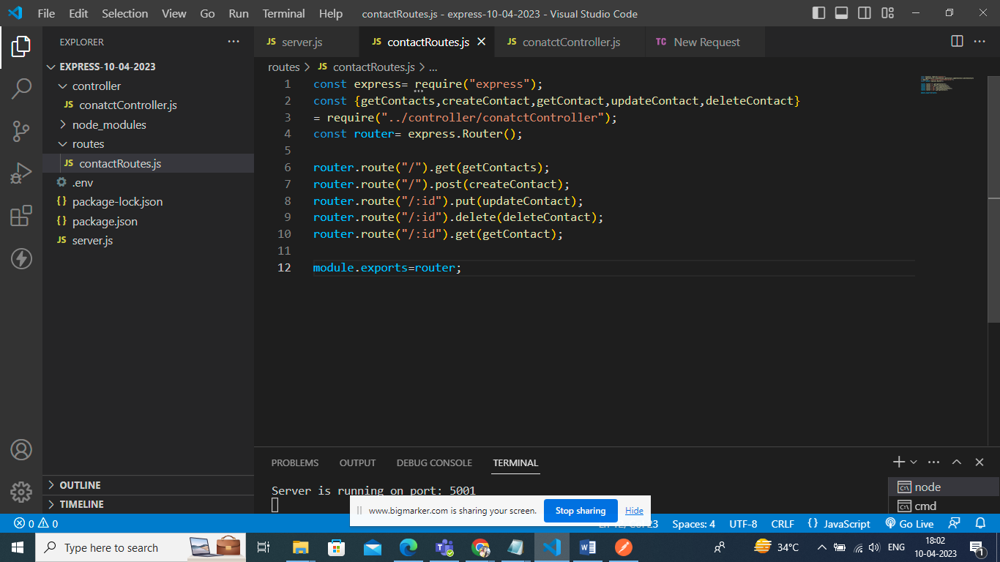 File Edit Selection View Go Run Terminal Help contactRoutes.js - express-10-04-2023 - Visual Studio Code
EXPLORER
JS server.js JS contactRoutes.js JS conatctController.js TC New Request
EXPRESS-10-04-2023
controller
JS conatctController.js
node_modules
routes
JS contactRoutes.js
.env
{} package-lock.json
{} package.json
JS server.js
OUTLINE
TIMELINE
routes > JS contactRoutes.js > ...
1 const express= require("express");
2 const {getContacts,createContact,getContact,updateContact,deleteContact}
3 = require("../controller/conatctController");
4 const router= express.Router();
5
6 router.route("/").get(getContacts);
7 router.route("/").post(createContact);
8 router.route("/:id").put(updateContact);
9 router.route("/:id").delete(deleteContact);
10 router.route("/:id").get(getContact);
11
12 module.exports=router;
PROBLEMS OUTPUT DEBUG CONSOLE TERMINAL
Server is running on port: 5001
node
cmd
www.bigmarker.com is sharing your screen. Stop sharing Hide
0 0 Spaces: 4 UTF-8 CRLF {} JavaScript Go Live
Type here to search 34°C ENG 18:02
10-04-2023
1